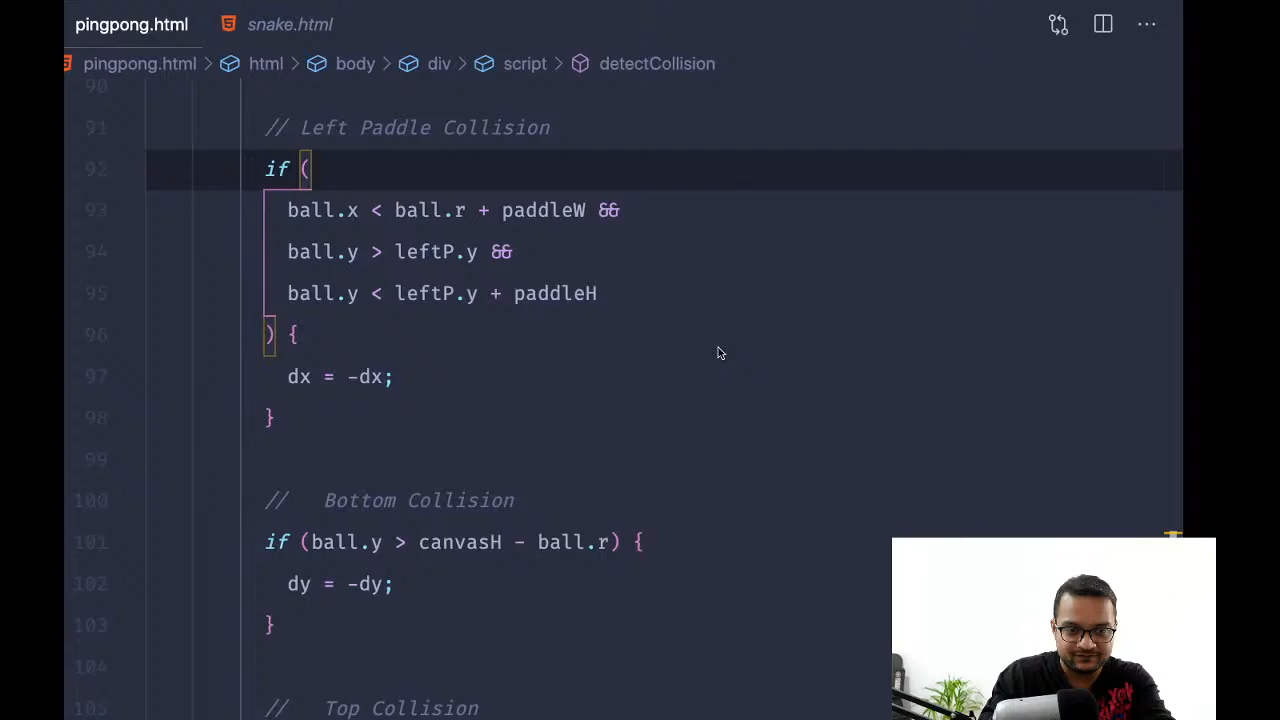 pingpong.html
snake.html
pingpong.html > html > body > div > script > detectCollision
90
91 // Left Paddle Collision
92 if (
93 ball.x < ball.r + paddleW &&
94 ball.y > leftP.y &&
95 ball.y < leftP.y + paddleH
96 ) {
97 dx = -dx;
98 }
99
100 // Bottom Collision
101 if (ball.y > canvasH - ball.r) {
102 dy = -dy;
103 }
104
105 // Top Collision